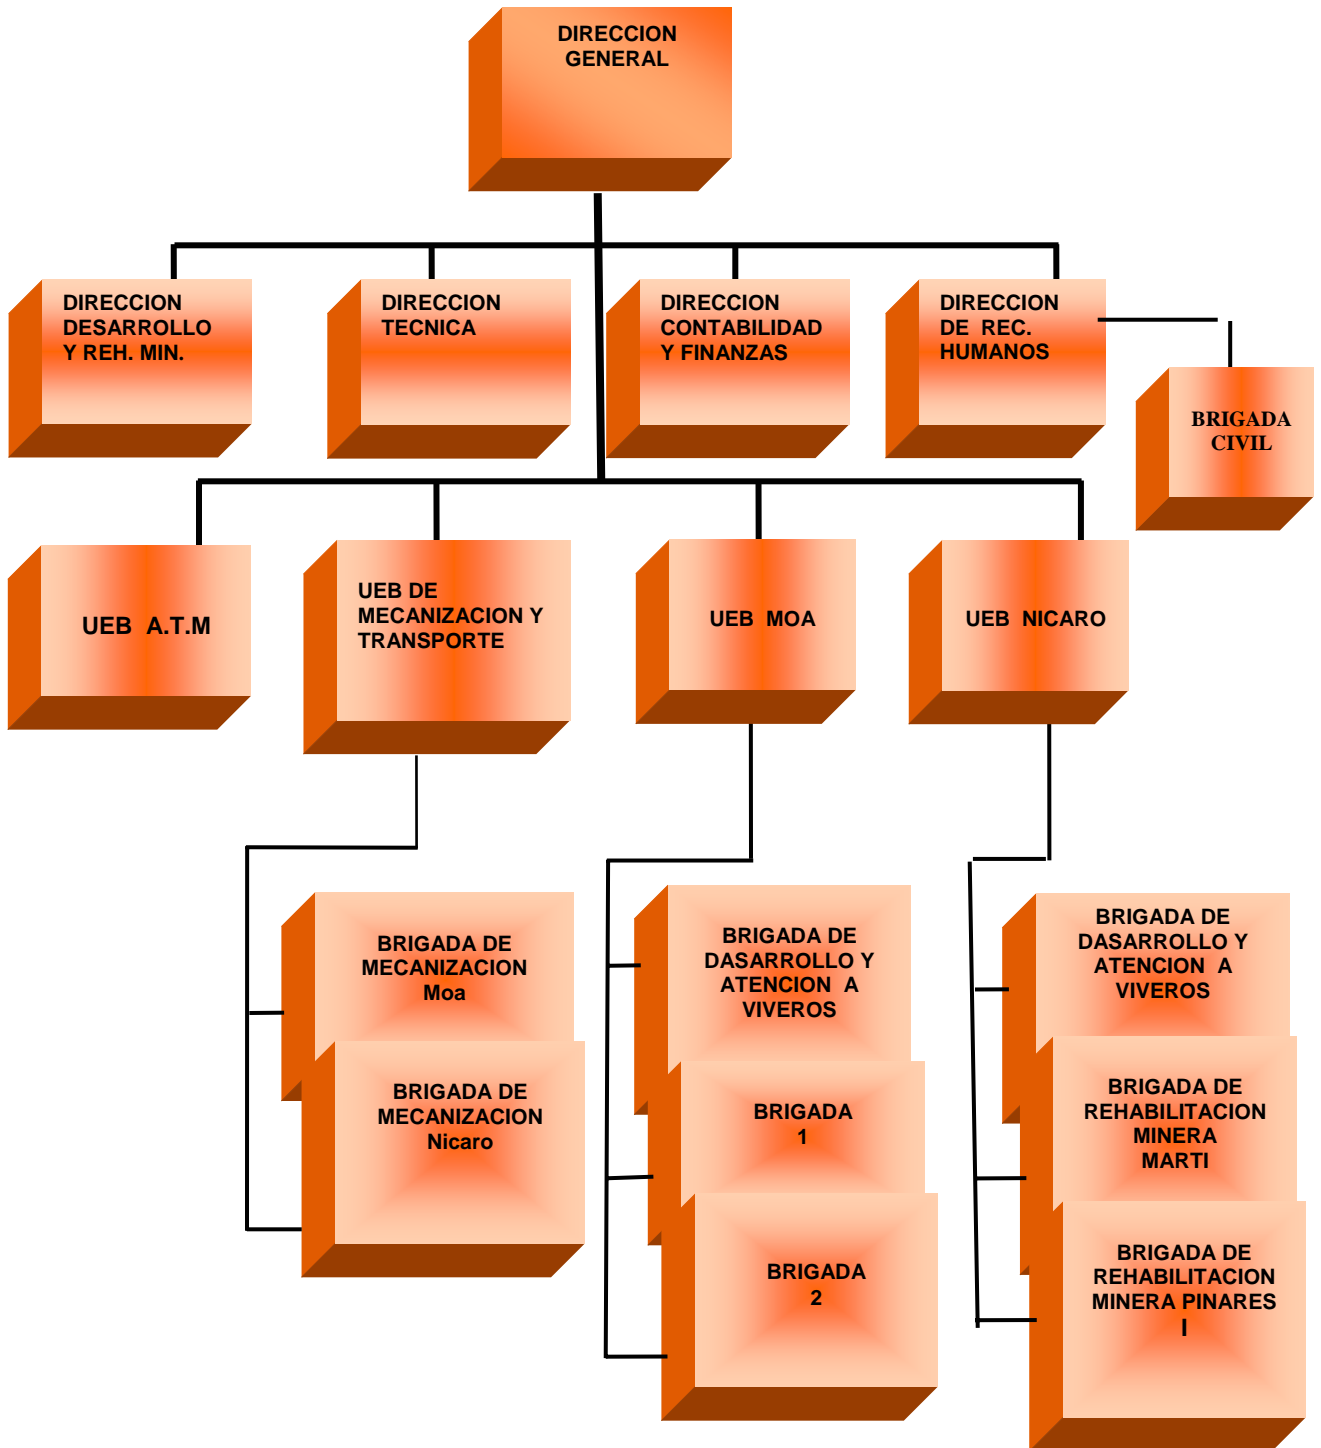 DIRECCION
GENERAL
DIRECCION
DESARROLLO
Y REH. MIN.
DIRECCION
TECNICA
DIRECCION
CONTABILIDAD
Y FINANZAS
DIRECCION
DE REC.
HUMANOS
BRIGADA
CIVIL
UEB A.T.M
UEB DE
MECANIZACION Y
TRANSPORTE
UEB MOA
UEB NICARO
BRIGADA DE
MECANIZACION
Moa
BRIGADA DE
MECANIZACION
Nicaro
BRIGADA DE
DASARROLLO Y
ATENCION A
VIVEROS
BRIGADA
1
BRIGADA
2
BRIGADA DE
DASARROLLO Y
ATENCION A
VIVEROS
BRIGADA DE
REHABILITACION
MINERA
MARTI
BRIGADA DE
REHABILITACION
MINERA PINARES
I